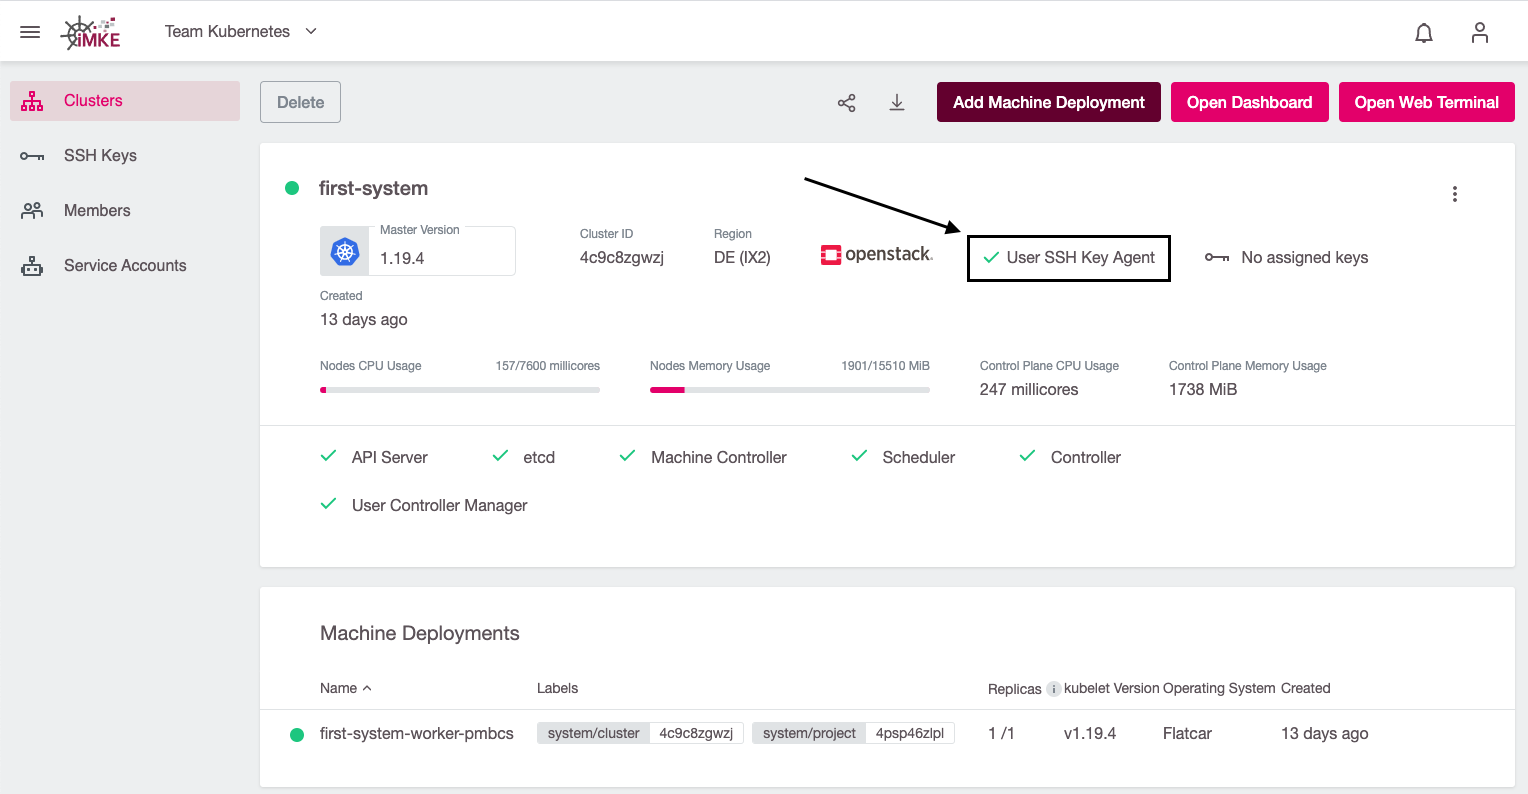 iMKE
Team Kubernetes
Clusters
SSH Keys
Members
Service Accounts
Delete
Add Machine Deployment
Open Dashboard
Open Web Terminal
first-system
Master Version
1.19.4
Cluster ID
4c9c8zgwzj
Region
DE (IX2)
openstack.
User SSH Key Agent
No assigned keys
Created
13 days ago
Nodes CPU Usage
157/7600 millicores
Nodes Memory Usage
1901/15510 MiB
Control Plane CPU Usage
247 millicores
Control Plane Memory Usage
1738 MiB
API Server
etcd
Machine Controller
Scheduler
Controller
User Controller Manager
Machine Deployments
Name Labels Replicas i kubelet Version Operating System Created
first-system-worker-pmbcs system/cluster 4c9c8zgwzj system/project 4psp46zlpl 1 /1 v1.19.4 Flatcar 13 days ago